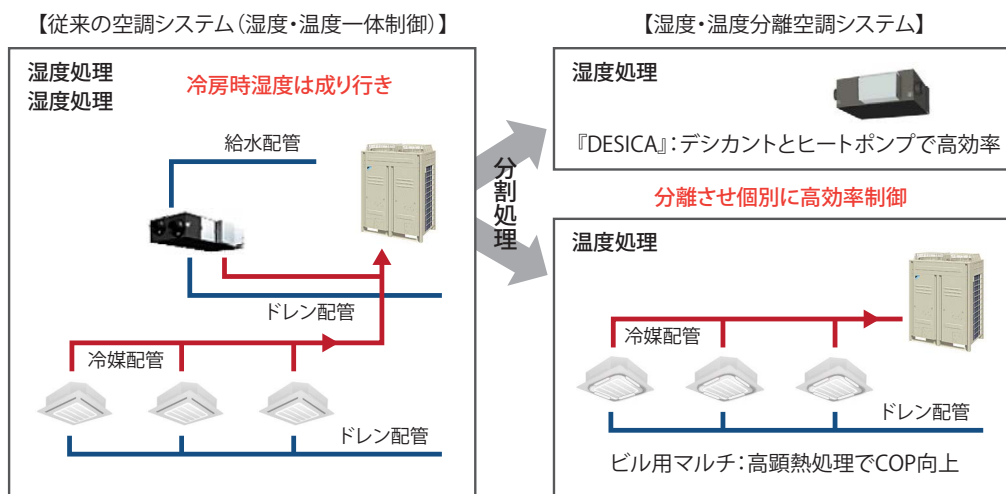 【従来の空調システム（湿度・温度一体制御）】
湿度処理
湿度処理
冷房時湿度は成り行き
給水配管
ドレン配管
冷媒配管
ドレン配管
分割処理
【湿度・温度分離空調システム】
湿度処理
『DESICA』：デシカントとヒートポンプで高効率
分離させ個別に高効率制御
温度処理
冷媒配管
ドレン配管
ビル用マルチ：高顕熱処理でCOP向上